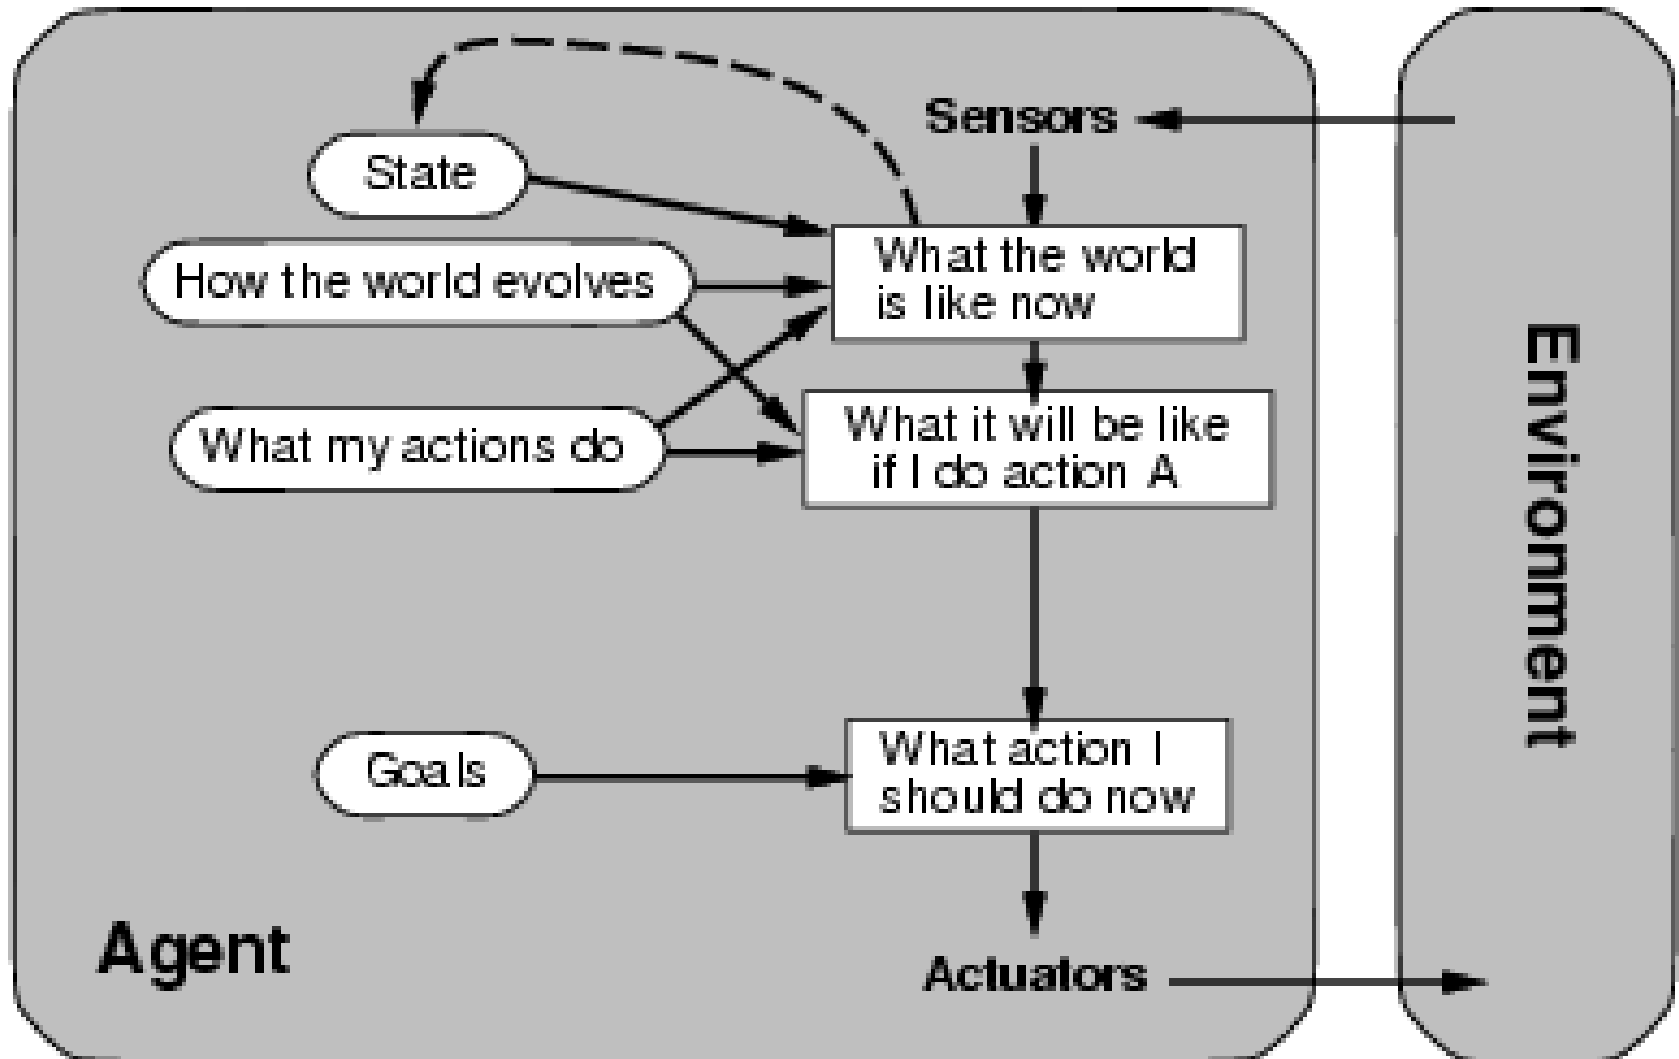 Sensors
State
What the world
is like now
How the world evolves
What it will be like
if I do action A
What my actions do
Goals
What action I
should do now
Agent
Actuators
Environment